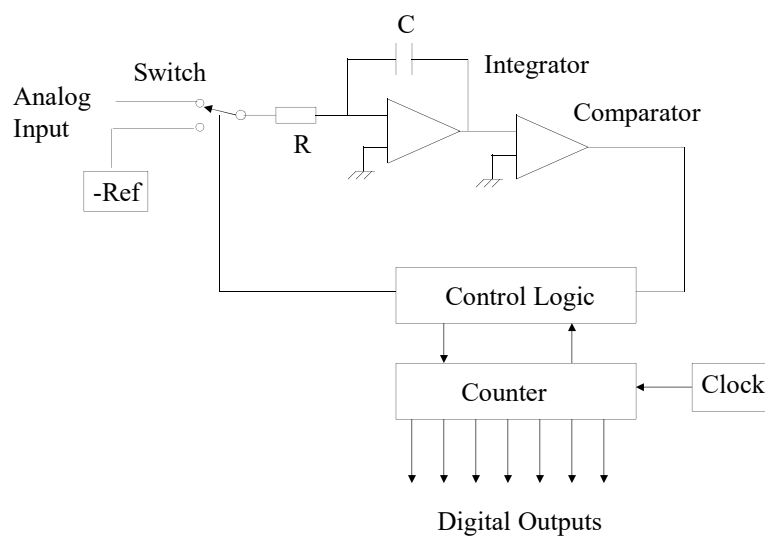 C
Switch
Integrator
Analog
Input
Comparator
R
-Ref
Control Logic
Counter
Clock
Digital Outputs